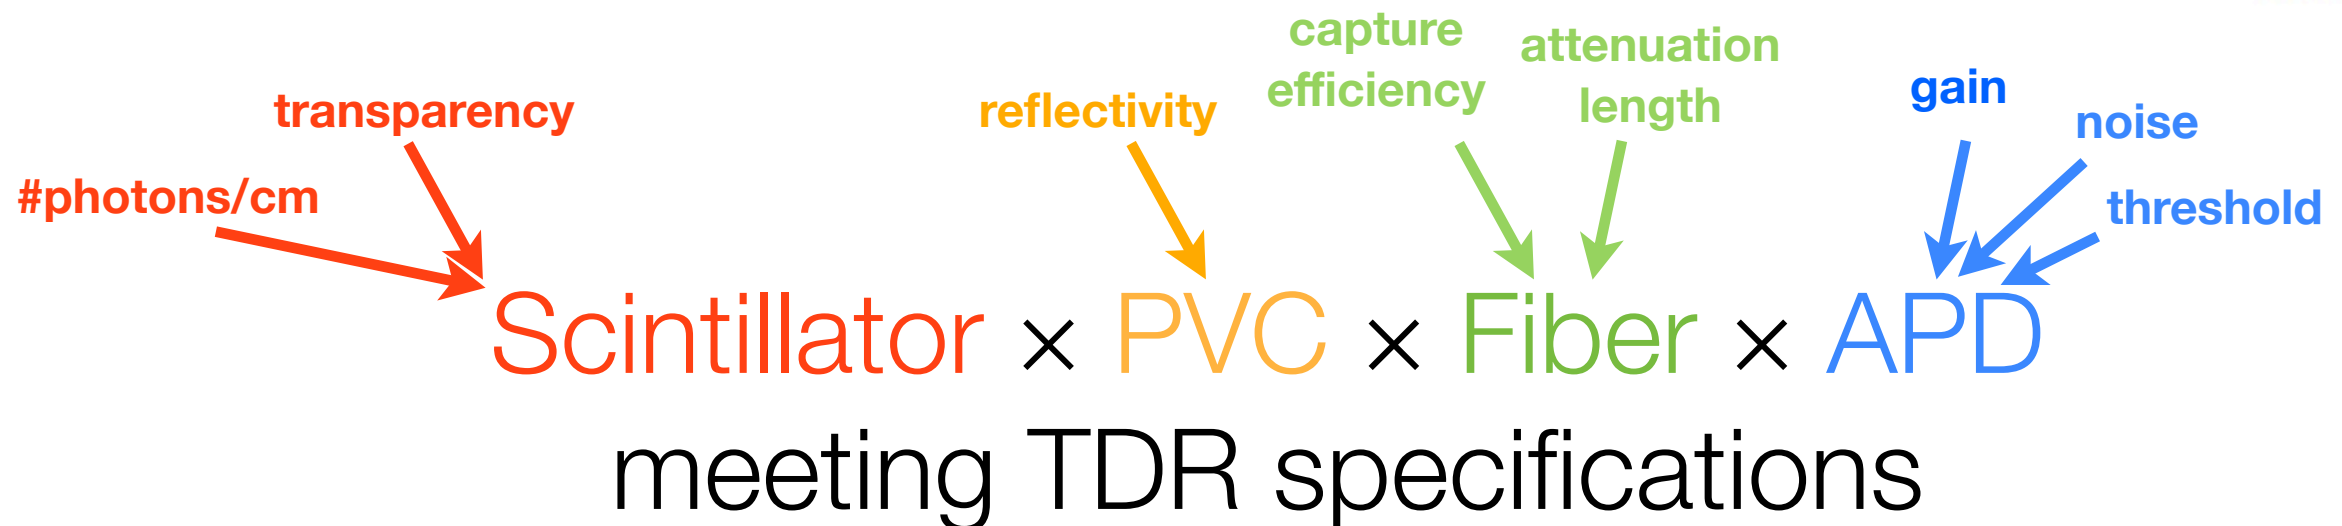 capture
efficiency
attenuation
length
transparency
reflectivity
gain
noise
#photons/cm
threshold
Scintillator × PVC × Fiber × APD
meeting TDR specifications